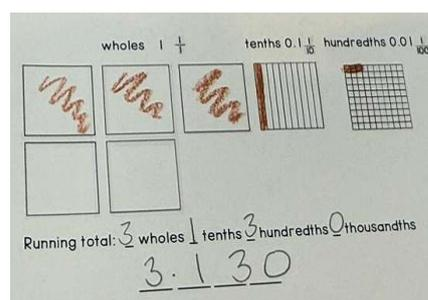 wholes 1 1/1 tenths 0.1 1/10 hundredths 0.01 1/100
Running total: 3 wholes 1 tenths 3 hundredths 0 thousandths
3.130